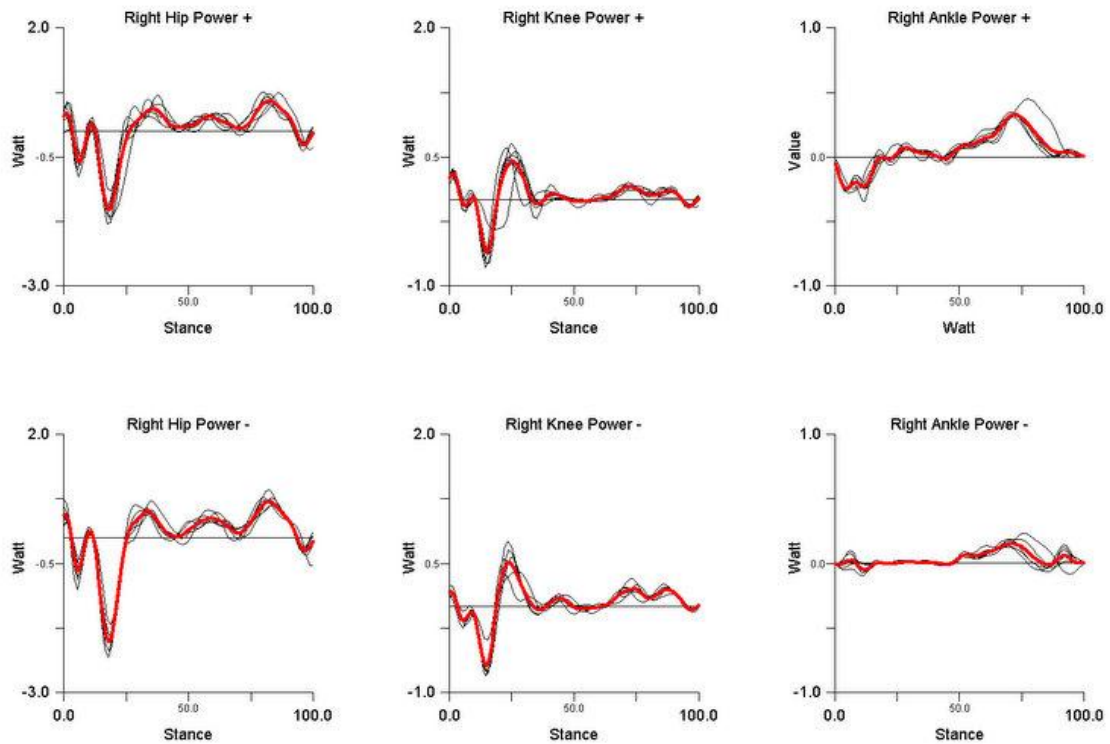 Right Hip Power +
2.0
Watt
-0.5
-3.0
0.0
50.0
100.0
Stance
Right Knee Power +
2.0
Watt
0.5
-1.0
0.0
50.0
100.0
Stance
Right Ankle Power +
1.0
Value
0.0
-1.0
0.0
50.0
100.0
Watt
Right Hip Power -
2.0
Watt
-0.5
-3.0
0.0
50.0
100.0
Stance
Right Knee Power -
2.0
Watt
0.5
-1.0
0.0
50.0
100.0
Stance
Right Ankle Power -
1.0
Watt
0.0
-1.0
0.0
50.0
100.0
Stance